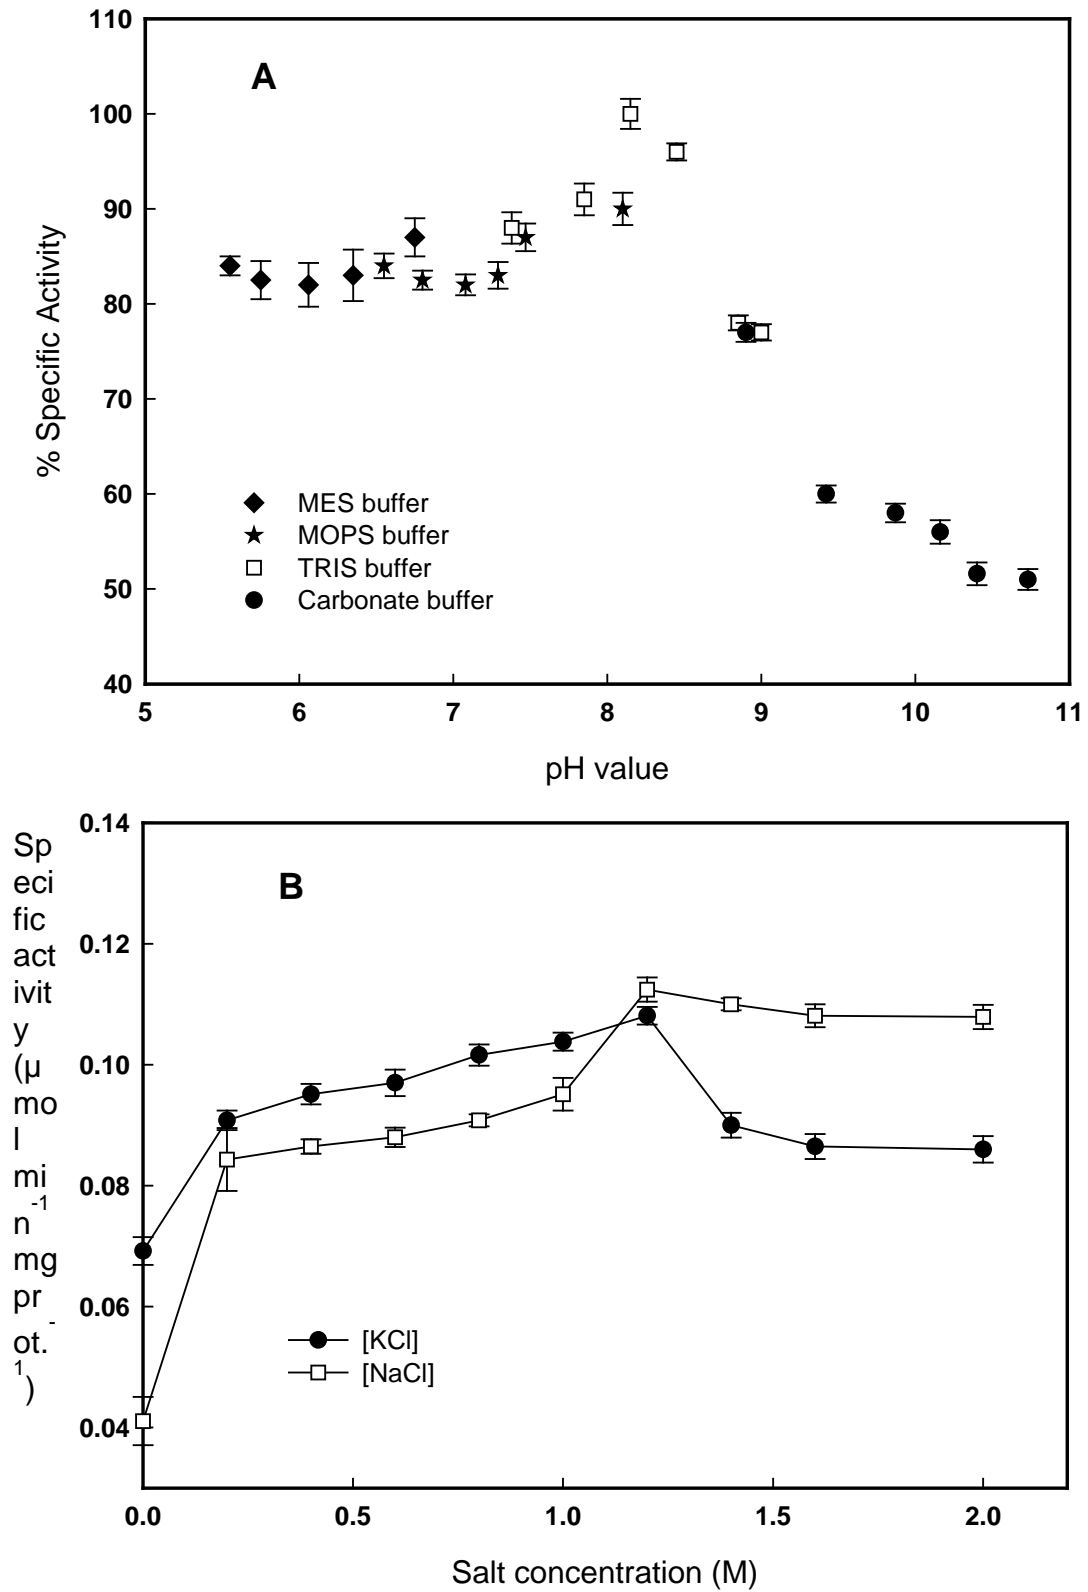 110
A
100
90
80
70
60
50
40
% Specific Activity
MES buffer
MOPS buffer
TRIS buffer
Carbonate buffer
5 6 7 8 9 10 11
pH value
0.14
B
0.12
0.10
0.08
0.06
0.04
Sp
eci
fic
act
ivit
y
(µ
mo
l
mi
n-1
mg
pr
ot.-
1)
[KCl]
[NaCl]
0.0 0.5 1.0 1.5 2.0
Salt concentration (M)